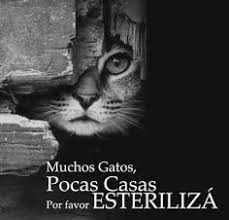 Muchos Gatos,
Pocas Casas
Por favor ESTERILIZÁ